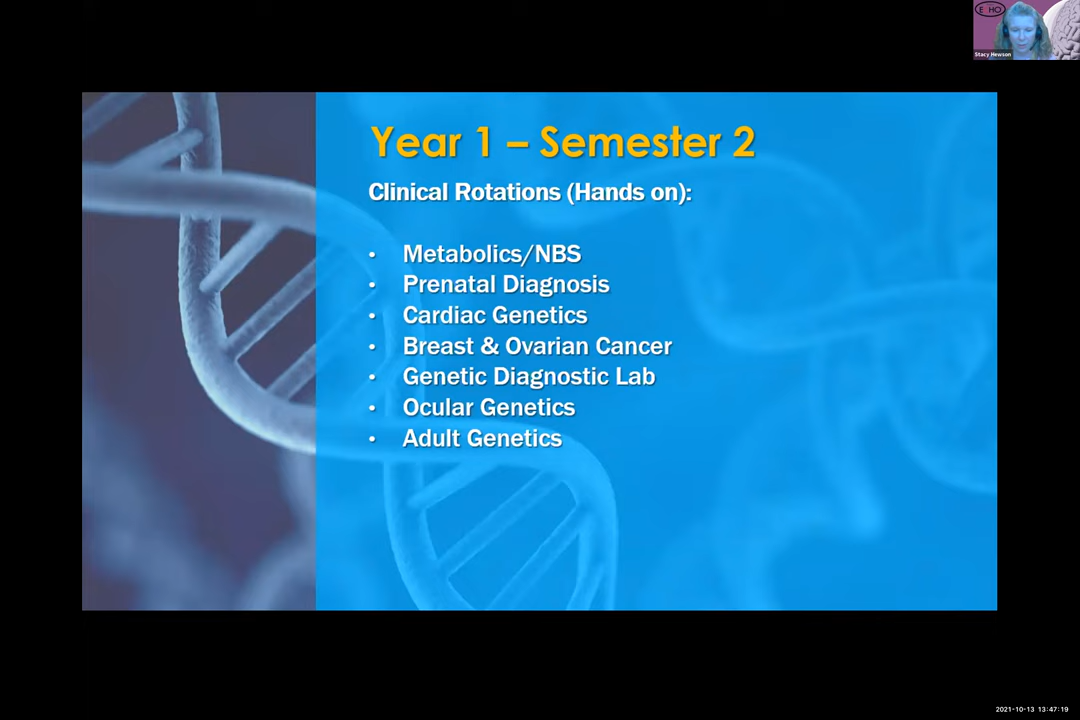 ECHO
Stacy Hewson
Year 1 – Semester 2
Clinical Rotations (Hands on):
• Metabolics/NBS
• Prenatal Diagnosis
• Cardiac Genetics
• Breast & Ovarian Cancer
• Genetic Diagnostic Lab
• Ocular Genetics
• Adult Genetics
2021-10-13 13:47:19